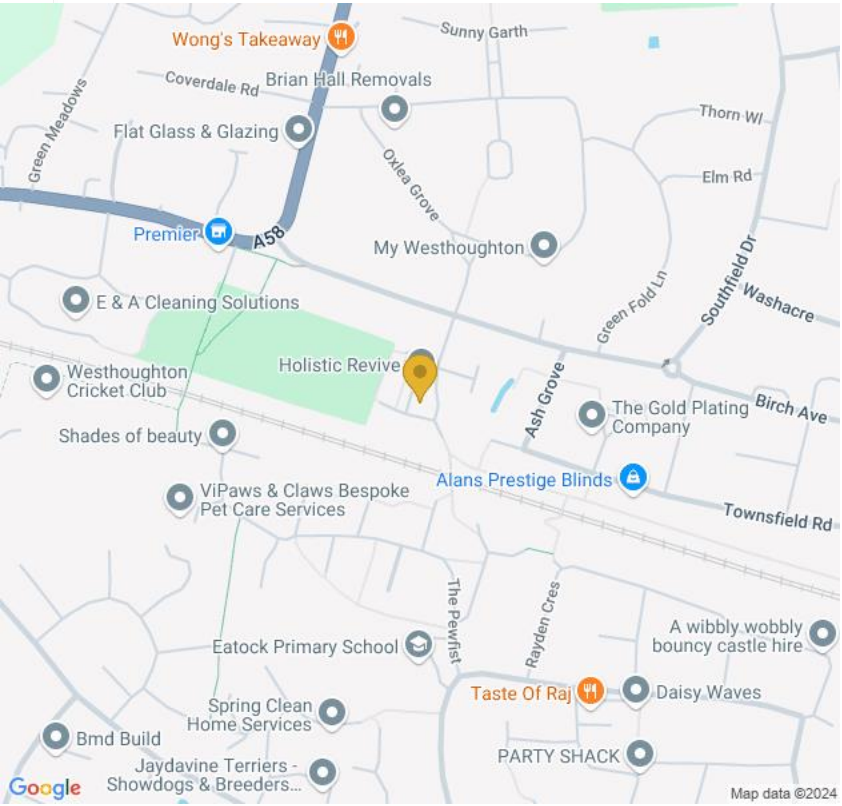 Sunny Garth
Wong's Takeaway
Coverdale Rd
Brian Hall Removals
Green Meadows
Thorn Wl
Flat Glass & Glazing
Oxlea Grove
Elm Rd
Premier
A58
My Westhoughton
Southfield Dr
Washacre
E & A Cleaning Solutions
Green Fold Ln
Holistic Revive
Westhoughton
Cricket Club
Ash Grove
Birch Ave
The Gold Plating
Company
Shades of beauty
Alans Prestige Blinds
ViPaws & Claws Bespoke
Pet Care Services
Townsfield Rd
The Pewfist
Rayden Cres
A wibbly wobbly
bouncy castle hire
Eatock Primary School
Taste Of Raj
Daisy Waves
Spring Clean
Home Services
Bmd Build
PARTY SHACK
Jaydavine Terriers -
Showdogs & Breeders...
Google
Map data ©2024